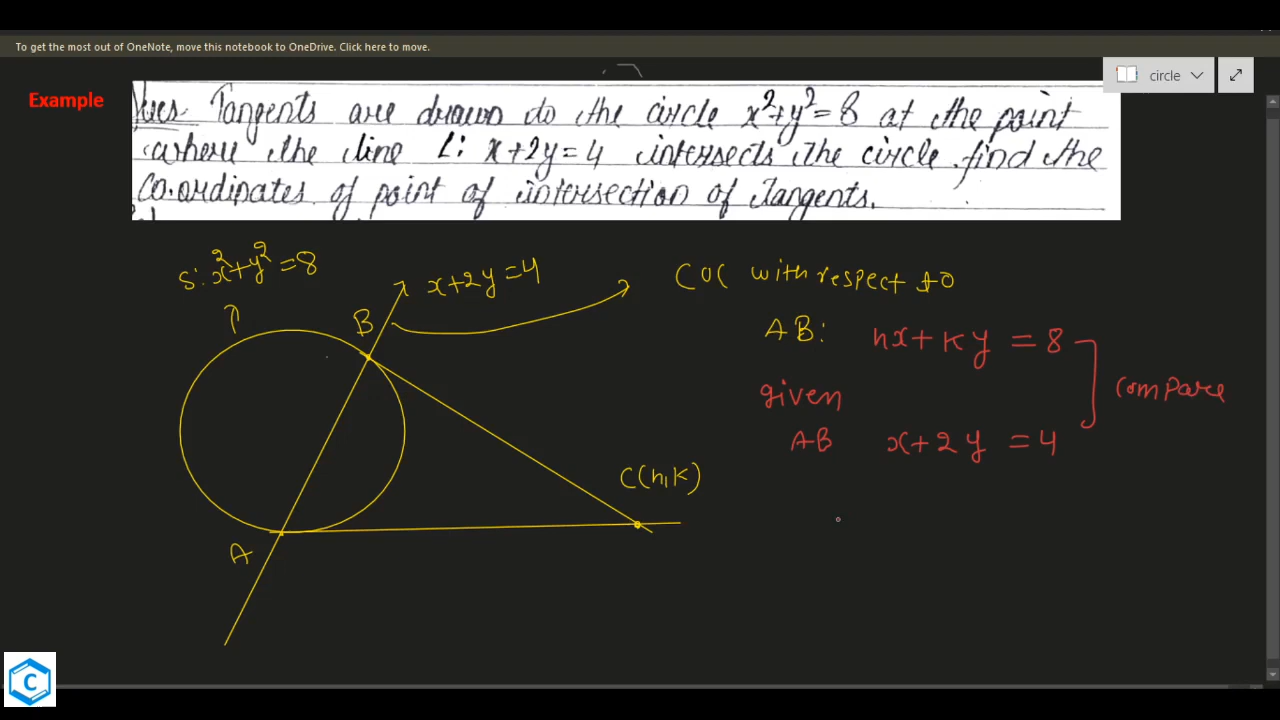 To get the most out of OneNote, move this notebook to OneDrive. Click here to move.
circle
Example
Ques. Tangents are drawn to the circle x²+y²=8 at the point
where the line L: x+2y=4 intersects the circle. find the
Co-ordinates of point of intersection of Tangents.
S: x²+y²=8
x+2y=4
B
A
C(h,k)
COC with respect to
AB: hx+ky=8
given
AB x+2y=4
compare
C